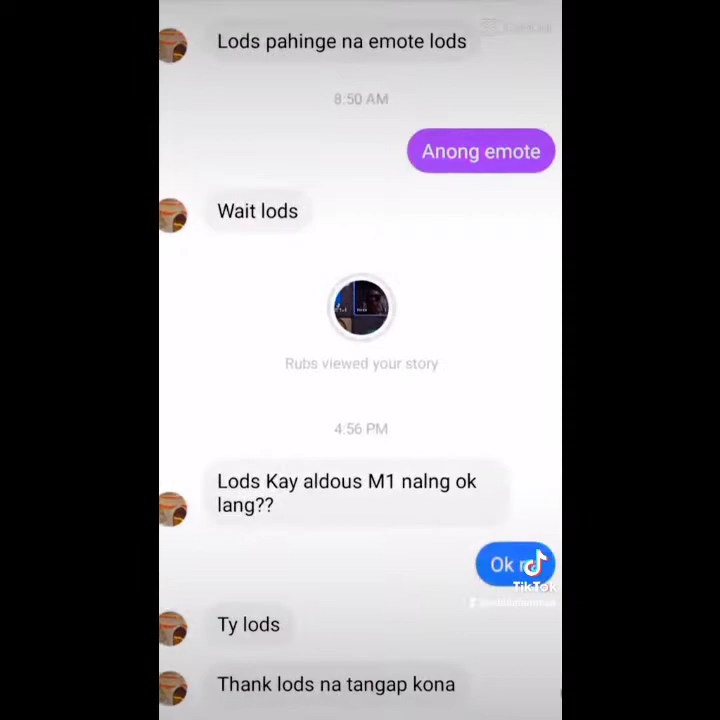 Lods pahinge na emote lods
8:50 AM
Anong emote
Wait lods
Rubs viewed your story
4:56 PM
Lods Kay aldous M1 nalng ok
lang??
Ok
TikTok
Ty lods
Thank lods na tangap kona